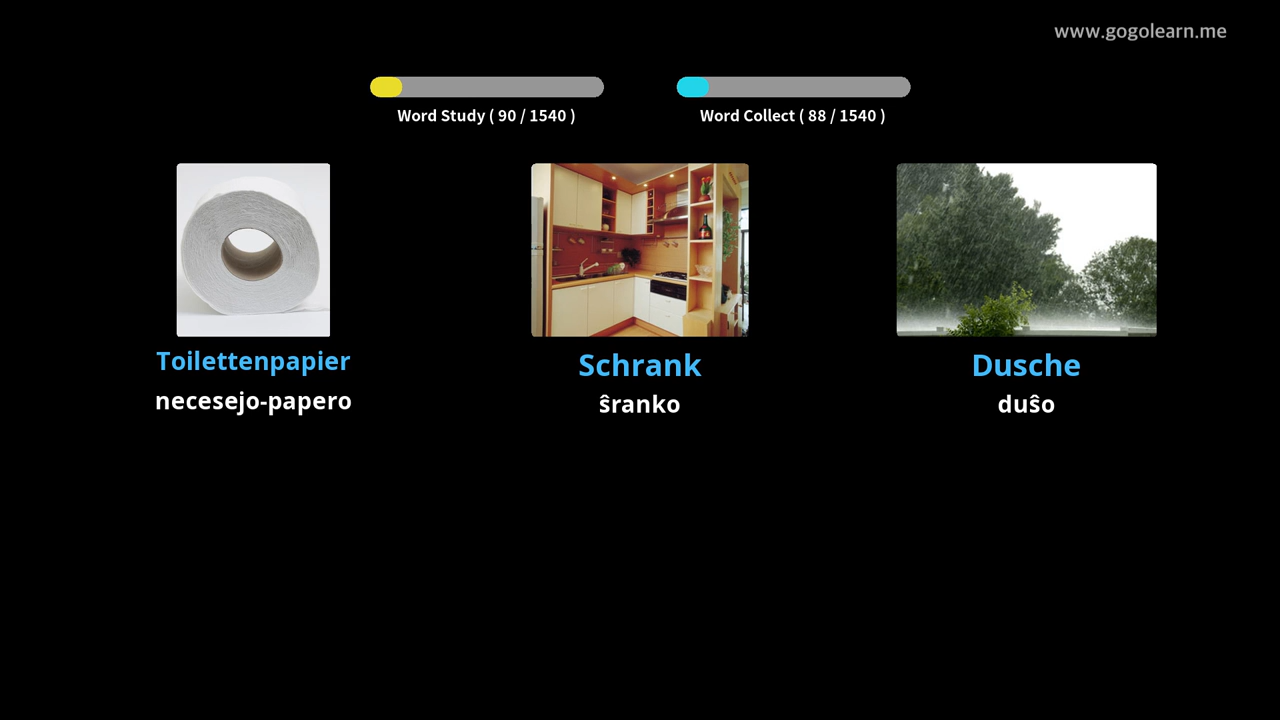 www.gogolearn.me
Word Study ( 90 / 1540 )
Word Collect ( 88 / 1540 )
Toilettenpapier
necesejo-papero
Schrank
ŝranko
Dusche
duŝo